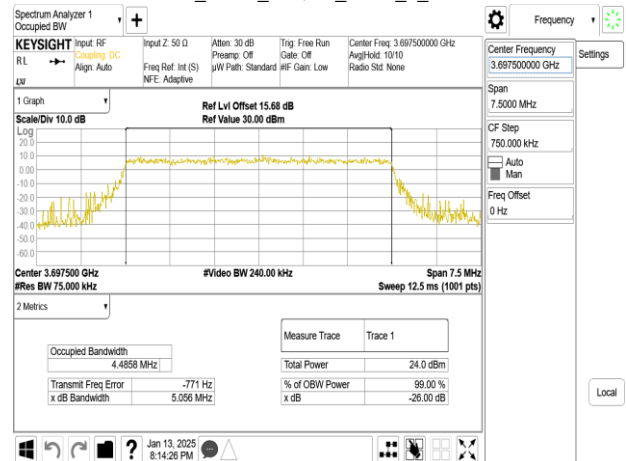 Spectrum Analyzer 1
Occupied BW
Frequency
KEYSIGHT
Input: RF
Coupling: DC
Align: Auto
Input Z: 50 Ω
Freq Ref: Int (S)
NFE: Adaptive
Atten: 30 dB
Preamp: Off
µW Path: Standard
Trig: Free Run
Gate: Off
#IF Gain: Low
Center Freq: 3.697500000 GHz
Avg|Hold: 10/10
Radio Std: None
RL
LXI
Center Frequency
3.697500000 GHz
Settings
Span
7.5000 MHz
CF Step
750.000 kHz
Auto
Man
Freq Offset
0 Hz
1 Graph
Scale/Div 10.0 dB
Ref Lvl Offset 15.68 dB
Ref Value 30.00 dBm
Log
20.0
10.0
0.00
-10.0
-20.0
-30.0
-40.0
-50.0
-60.0
Center 3.697500 GHz
#Res BW 75.000 kHz
#Video BW 240.00 kHz
Span 7.5 MHz
Sweep 12.5 ms (1001 pts)
2 Metrics
Measure Trace Trace 1
Occupied Bandwidth
4.4858 MHz
Total Power 24.0 dBm
Transmit Freq Error -771 Hz
% of OBW Power 99.00 %
x dB Bandwidth 5.056 MHz
x dB -26.00 dB
Local
Jan 13, 2025
8:14:26 PM